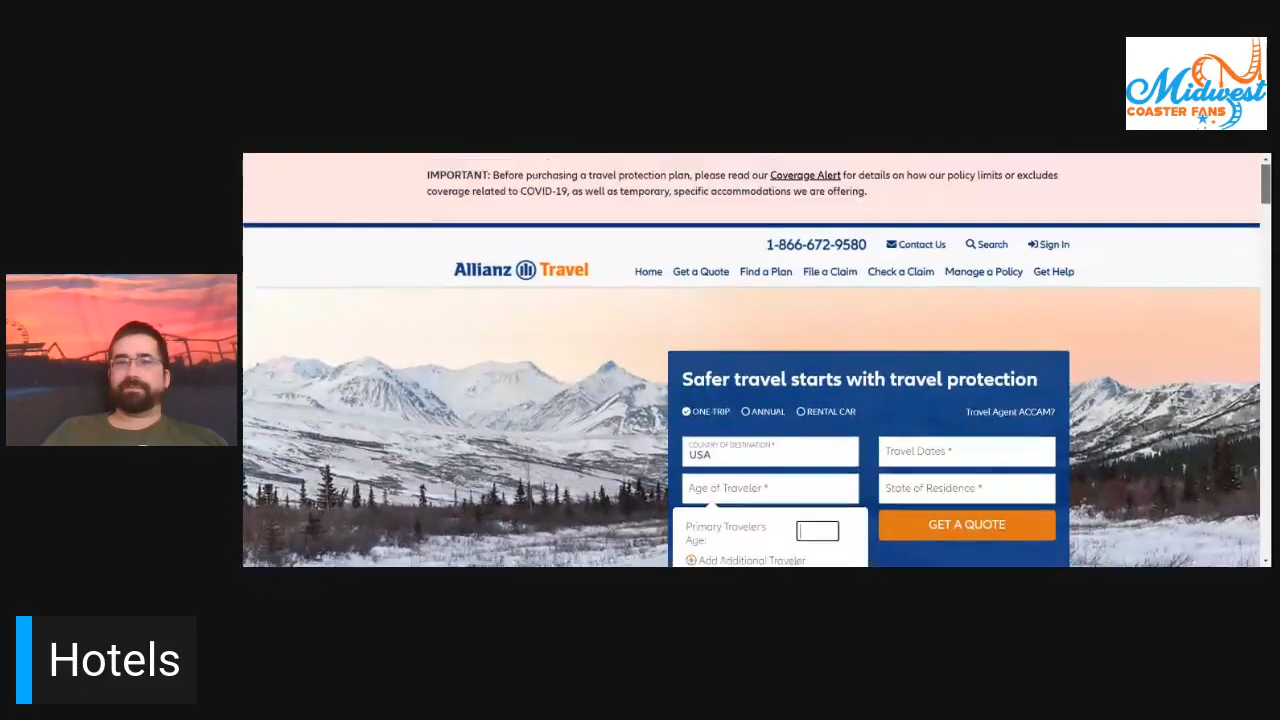 Midwest
COASTER FANS
IMPORTANT: Before purchasing a travel protection plan, please read our Coverage Alert for details on how our policy limits or excludes
coverage related to COVID-19, as well as temporary, specific accommodations we are offering.
1-866-672-9580 Contact Us Search Sign In
Allianz Travel Home Get a Quote Find a Plan File a Claim Check a Claim Manage a Policy Get Help
Safer travel starts with travel protection
ONE-TRIP ANNUAL RENTAL CAR Travel Agent ACCAM?
COUNTRY OF DESTINATION *
USA
Travel Dates *
Age of Traveler * State of Residence *
GET A QUOTE
Primary Traveler's
Age:
Add Additional Traveler
Hotels